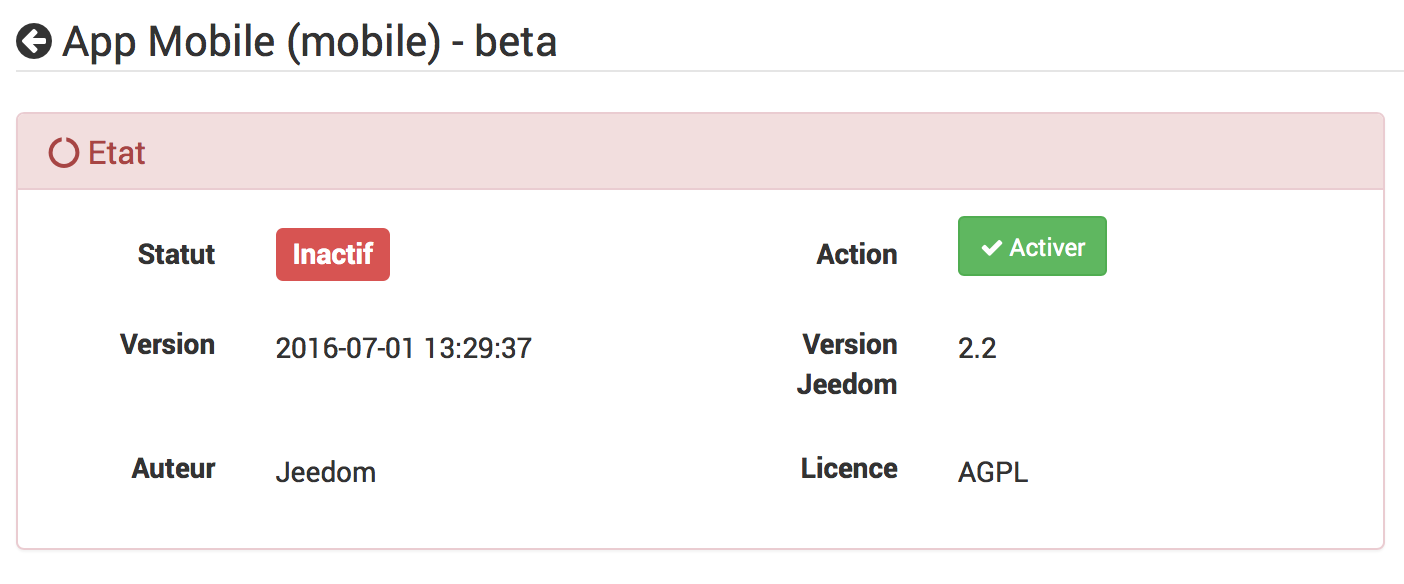 App Mobile (mobile) - beta
Etat
Statut Inactif Action Activer
Version 2016-07-01 13:29:37 Version Jeedom 2.2
Auteur Jeedom Licence AGPL